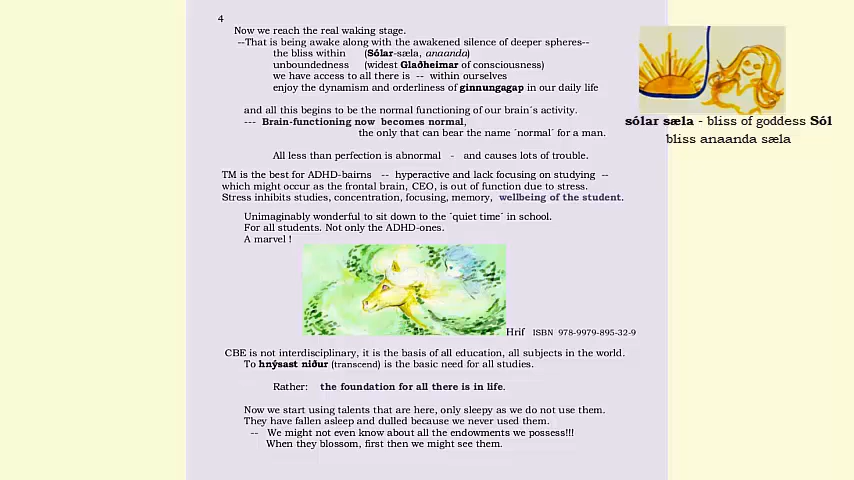 4
Now we reach the real waking stage.
--That is being awake along with the awakened silence of deeper spheres--
the bliss within (Sólar-sæla, anaanda)
unboundedness (widest Glaðheimar of consciousness)
we have access to all there is -- within ourselves
enjoy the dynamism and orderliness of ginnungagap in our daily life
and all this begins to be the normal functioning of our brain´s activity.
--- Brain-functioning now becomes normal,
the only that can bear the name ´normal´ for a man.
All less than perfection is abnormal - and causes lots of trouble.
TM is the best for ADHD-bairns -- hyperactive and lack focusing on studying --
which might occur as the frontal brain, CEO, is out of function due to stress.
Stress inhibits studies, concentration, focusing, memory, wellbeing of the student.
Unimaginably wonderful to sit down to the ´quiet time´ in school.
For all students. Not only the ADHD-ones.
A marvel !
Hrif ISBN 978-9979-895-32-9
CBE is not interdisciplinary, it is the basis of all education, all subjects in the world.
To hnýsast niður (transcend) is the basic need for all studies.
Rather: the foundation for all there is in life.
Now we start using talents that are here, only sleepy as we do not use them.
They have fallen asleep and dulled because we never used them.
-- We might not even know about all the endowments we possess!!!
When they blossom, first then we might see them.
sólar sæla - bliss of goddess Sól
bliss anaanda sæla